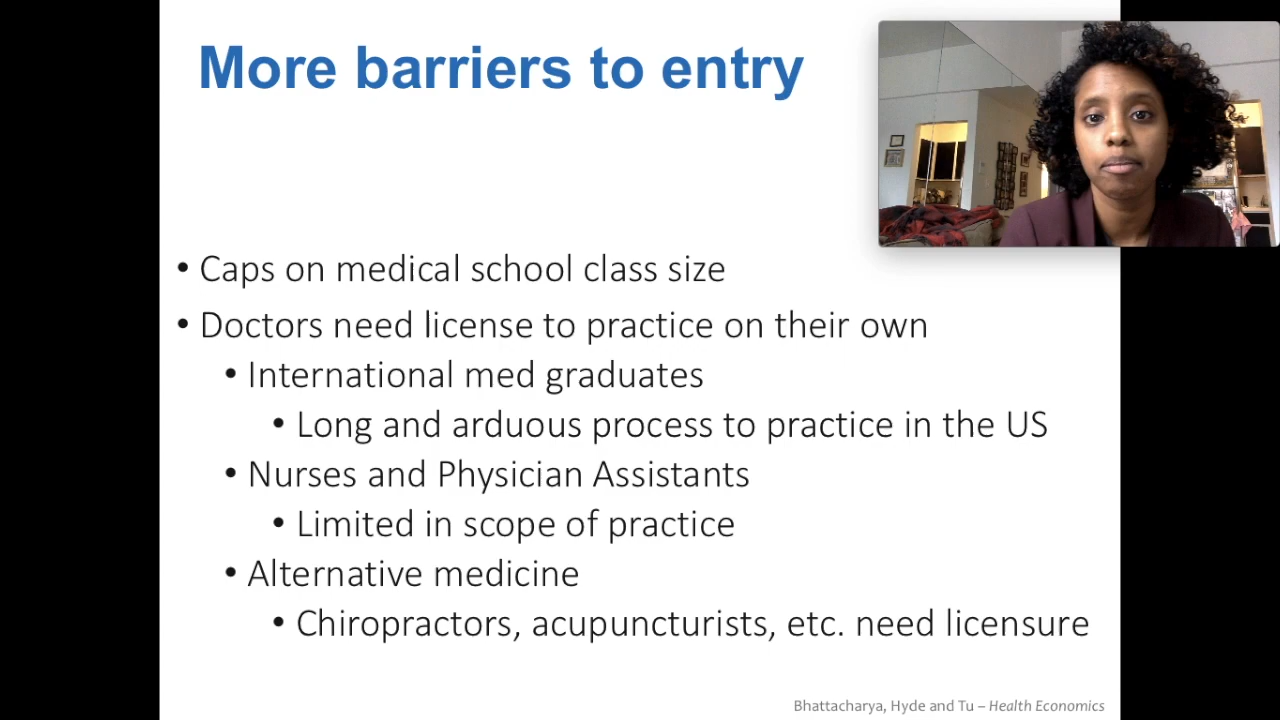 More barriers to entry
• Caps on medical school class size
• Doctors need license to practice on their own
• International med graduates
• Long and arduous process to practice in the US
• Nurses and Physician Assistants
• Limited in scope of practice
• Alternative medicine
• Chiropractors, acupuncturists, etc. need licensure
Bhattacharya, Hyde and Tu – Health Economics